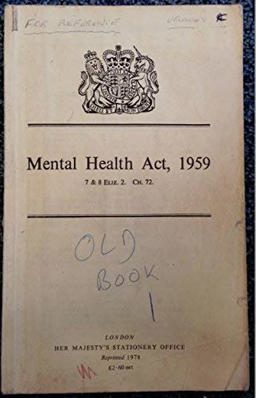 FOR REFERENCE
Mental Health Act, 1959
7 & 8 ELIZ. 2. CH. 72.
OLD
BOOK
1
LONDON
HER MAJESTY'S STATIONERY OFFICE
Reprinted 1978
£2·60 net